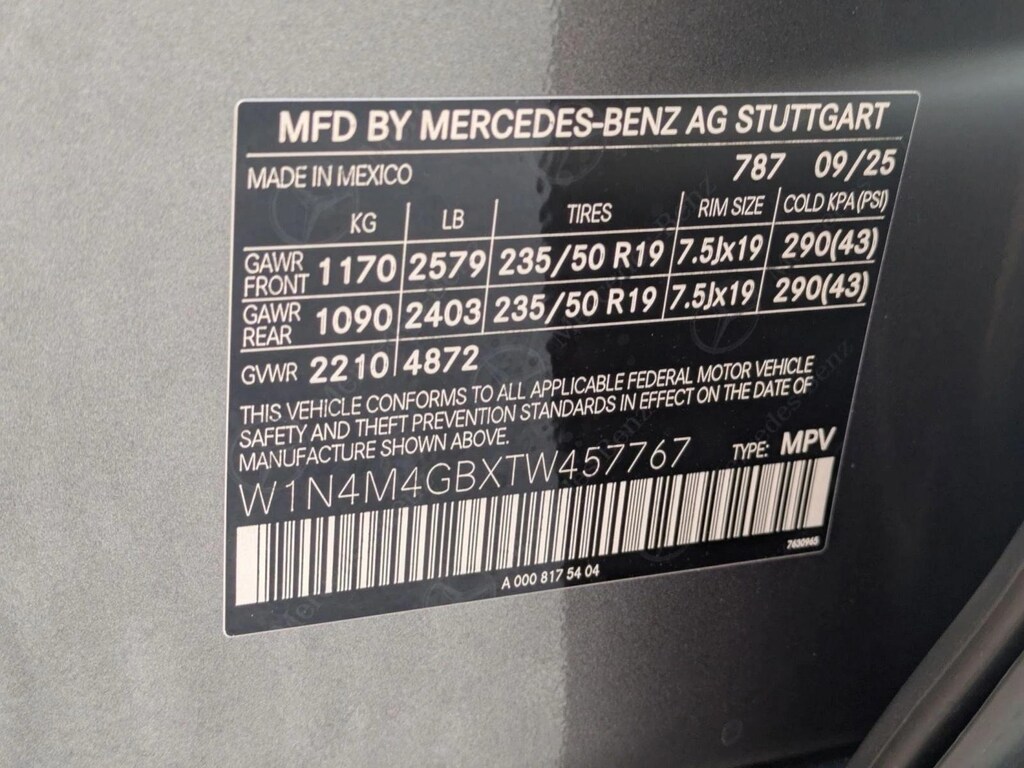 MFD BY MERCEDES-BENZ AG STUTTGART
MADE IN MEXICO 787 09/25
KG LB TIRES RIM SIZE COLD KPA (PSI)
GAWR FRONT 1170 2579 235/50 R19 7.5Jx19 290(43)
GAWR REAR 1090 2403 235/50 R19 7.5Jx19 290(43)
GVWR 2210 4872
THIS VEHICLE CONFORMS TO ALL APPLICABLE FEDERAL MOTOR VEHICLE
SAFETY AND THEFT PREVENTION STANDARDS IN EFFECT ON THE DATE OF
MANUFACTURE SHOWN ABOVE.
W1N4M4GBXTW457767 TYPE: MPV
7630965
A 000 817 54 04